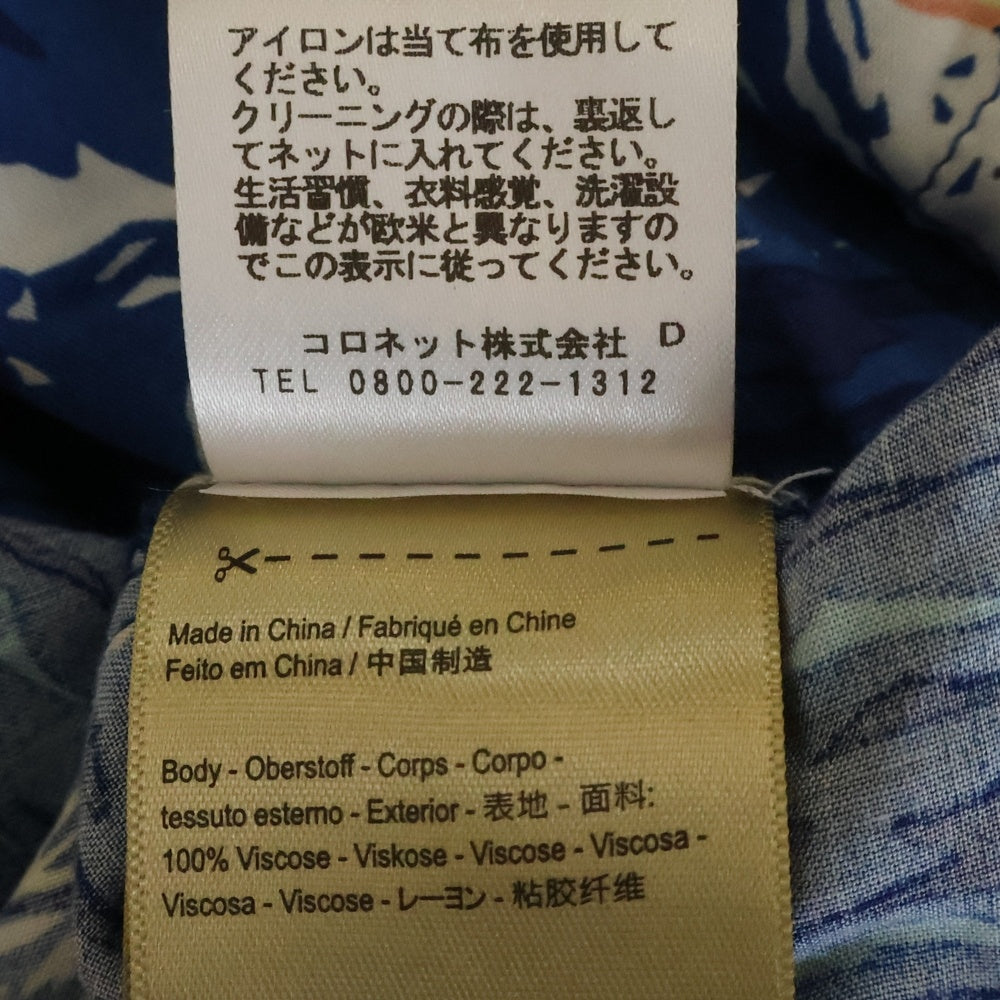 アイロンは当て布を使用して
ください。
クリーニングの際は、裏返し
てネットに入れてください。
生活習慣、衣料感覚、洗濯設
備などが欧米と異なりますの
でこの表示に従ってください。
コロネット株式会社 D
TEL 0800-222-1312
Made in China / Fabriqué en Chine
Feito em China / 中国制造
Body - Oberstoff - Corps - Corpo -
tessuto esterno - Exterior - 表地 - 面料:
100% Viscose - Viskose - Viscose - Viscosa -
Viscosa - Viscose - レーヨン - 粘胶纤维